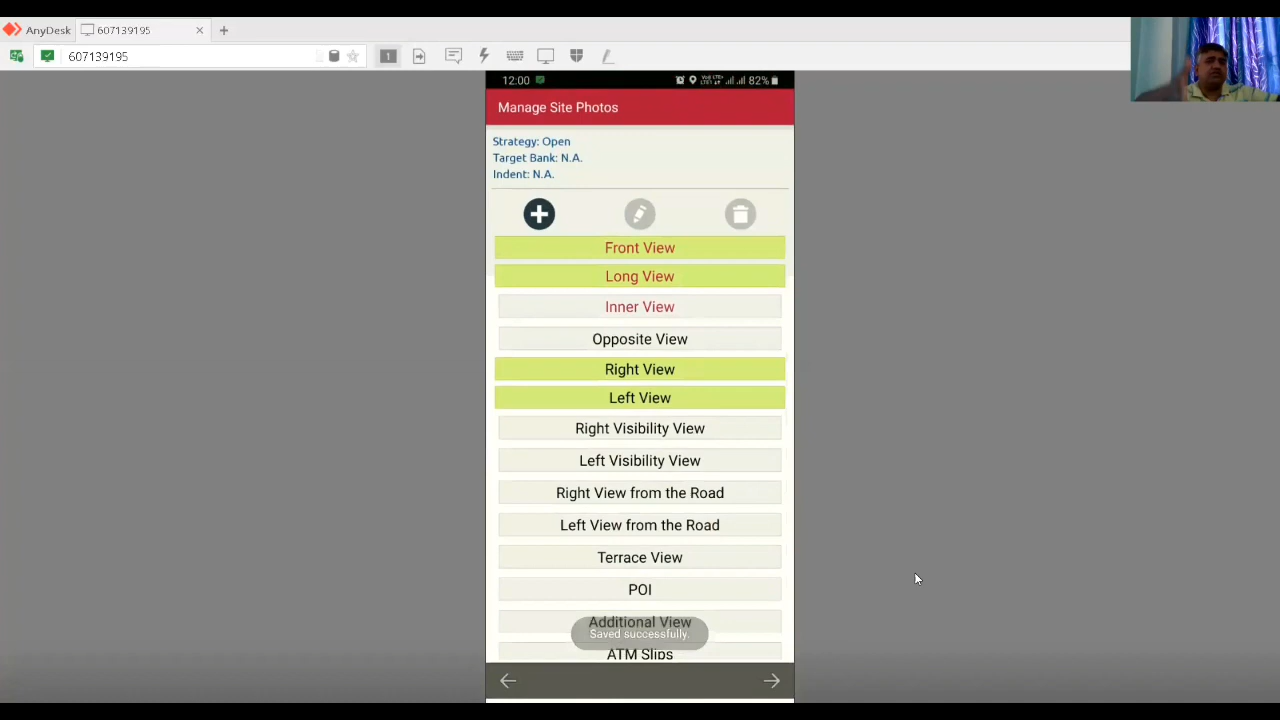 AnyDesk
607139195
607139195
1
12:00
82%
Manage Site Photos
Strategy: Open
Target Bank: N.A.
Indent: N.A.
Front View
Long View
Inner View
Opposite View
Right View
Left View
Right Visibility View
Left Visibility View
Right View from the Road
Left View from the Road
Terrace View
POI
Additional View
Saved successfully.
ATM Slips